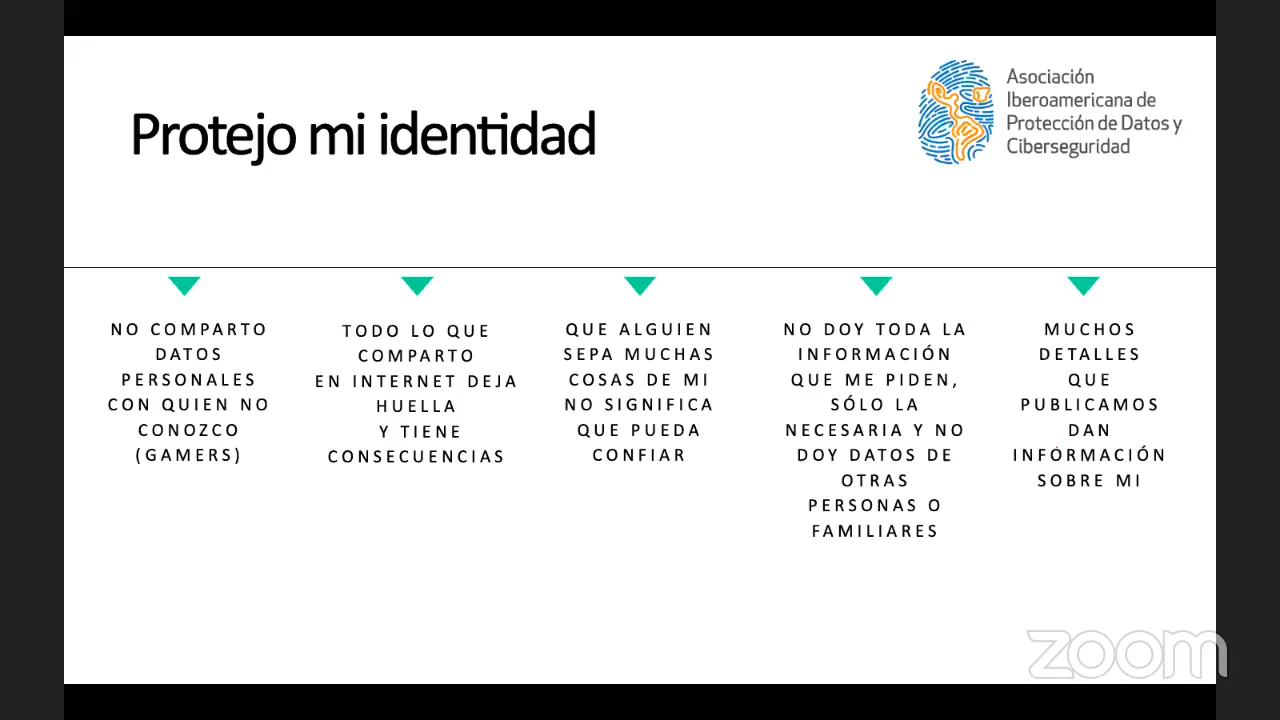 Protejo mi identidad
Asociación
Iberoamericana de
Protección de Datos y
Ciberseguridad
NO COMPARTO
DATOS
PERSONALES
CON QUIEN NO
CONOZCO
(GAMERS)
TODO LO QUE
COMPARTO
EN INTERNET DEJA
HUELLA
Y TIENE
CONSECUENCIAS
QUE ALGUIEN
SEPA MUCHAS
COSAS DE MI
NO SIGNIFICA
QUE PUEDA
CONFIAR
NO DOY TODA LA
INFORMACIÓN
QUE ME PIDEN,
SÓLO LA
NECESARIA Y NO
DOY DATOS DE
OTRAS
PERSONAS O
FAMILIARES
MUCHOS
DETALLES
QUE
PUBLICAMOS
DAN
INFORMACIÓN
SOBRE MI
zoom